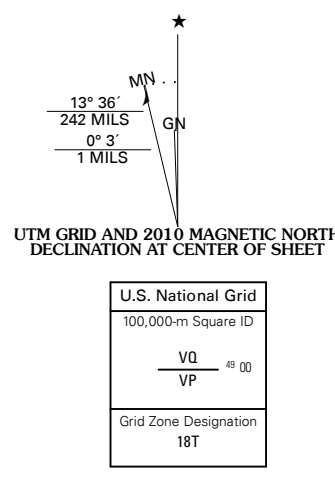 ★
MN
13° 36´
242 MILS
GN
0° 3´
1 MILS
UTM GRID AND 2010 MAGNETIC NORTH
DECLINATION AT CENTER OF SHEET
U.S. National Grid
100,000-m Square ID
VQ
49 00
VP
Grid Zone Designation
18T